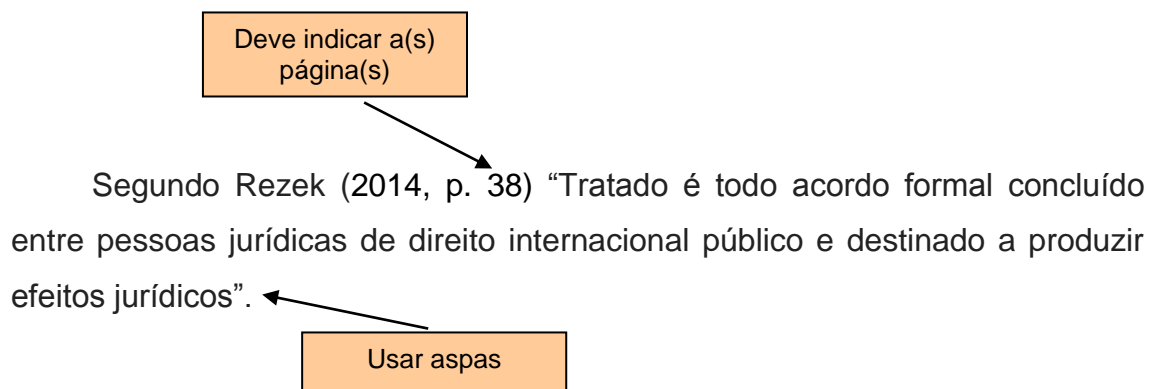 Deve indicar a(s)
página(s)
Segundo Rezek (2014, p. 38) “Tratado é todo acordo formal concluído
entre pessoas jurídicas de direito internacional público e destinado a produzir
efeitos jurídicos”.
Usar aspas